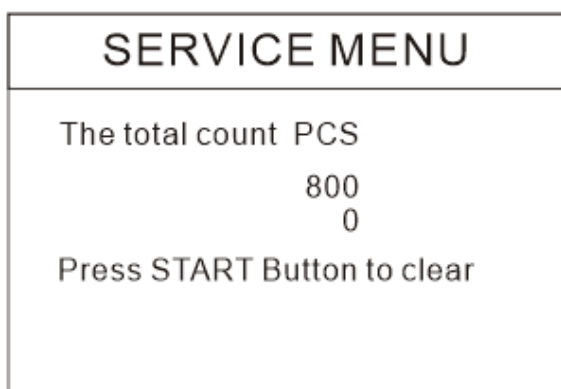 SERVICE MENU
The total count PCS
800
0
Press START Button to clear